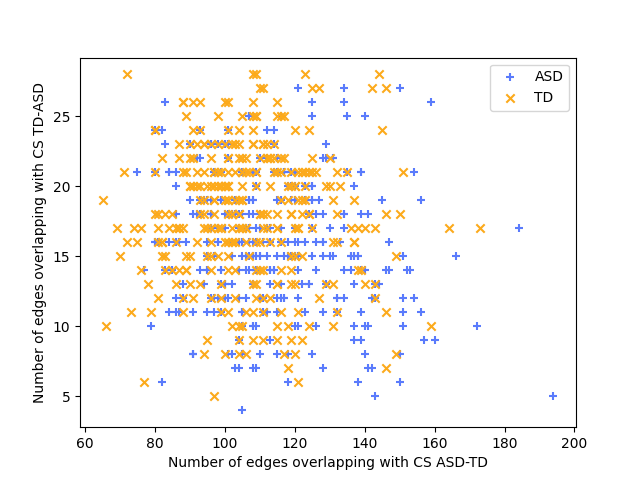 ASD
TD
25
20
15
10
5
60 80 100 120 140 160 180 200
Number of edges overlapping with CS TD-ASD
Number of edges overlapping with CS ASD-TD